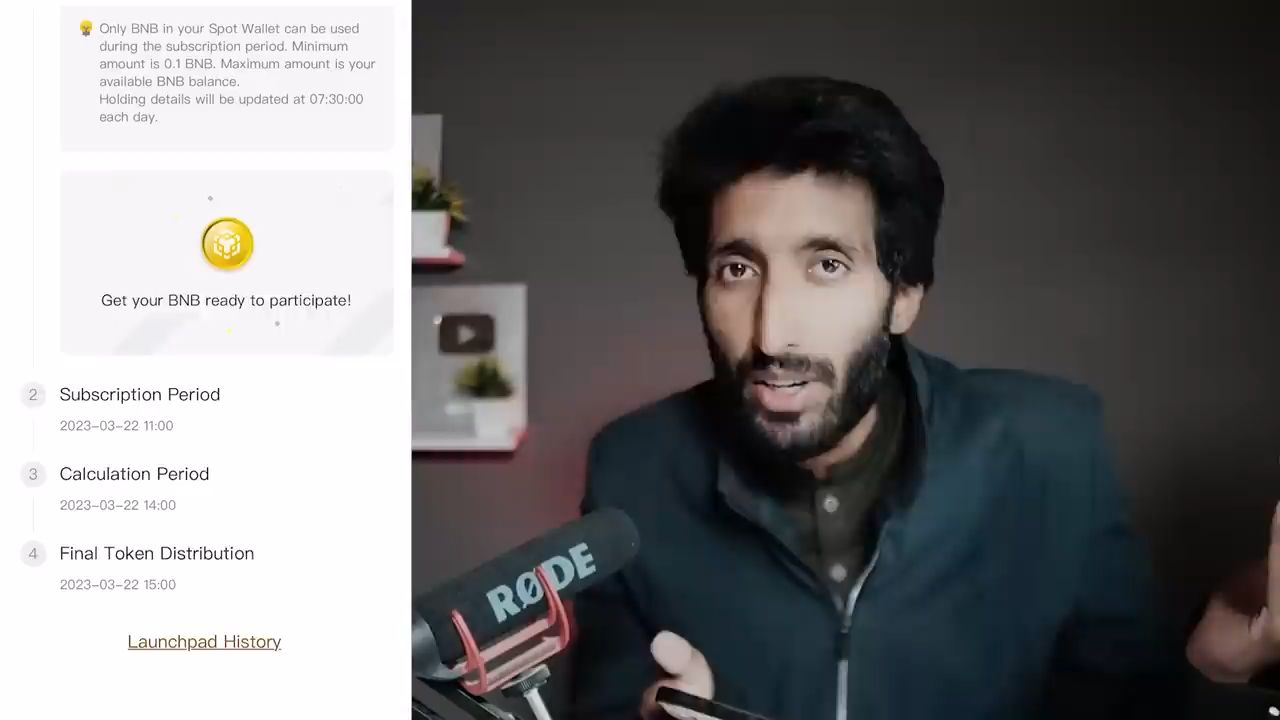 Only BNB in your Spot Wallet can be used
during the subscription period. Minimum
amount is 0.1 BNB. Maximum amount is your
available BNB balance.
Holding details will be updated at 07:30:00
each day.
Get your BNB ready to participate!
2 Subscription Period
2023-03-22 11:00
3 Calculation Period
2023-03-22 14:00
4 Final Token Distribution
2023-03-22 15:00
Launchpad History
RØDE